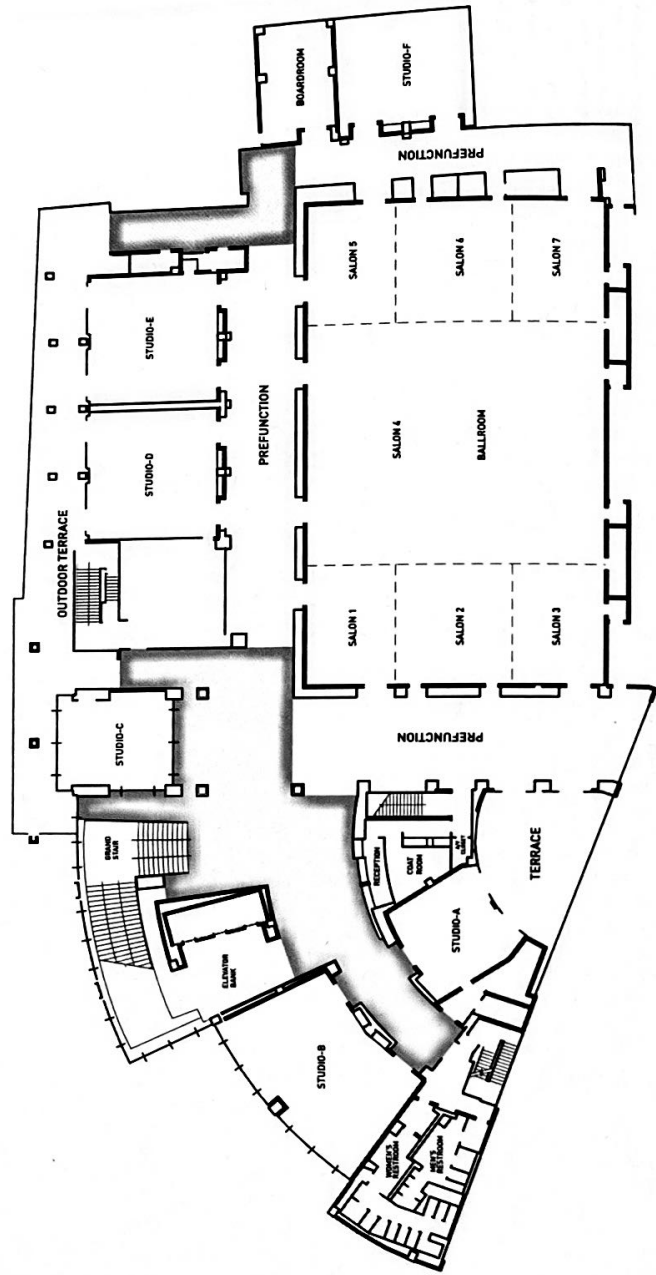 WOMEN'S
RESTROOM
MEN'S
RESTROOM
STUDIO-B
ELEVATOR
BANK
GRAND
STAIR
STUDIO-C
STUDIO-A
RECEPTION
COAT
ROOM
A/V
CLOSET
TERRACE
PREFUNCTION
OUTDOOR TERRACE
STUDIO-D
STUDIO-E
PREFUNCTION
SALON 1
SALON 2
SALON 3
SALON 4
BALLROOM
SALON 5
SALON 6
SALON 7
PREFUNCTION
BOARDROOM
STUDIO-F